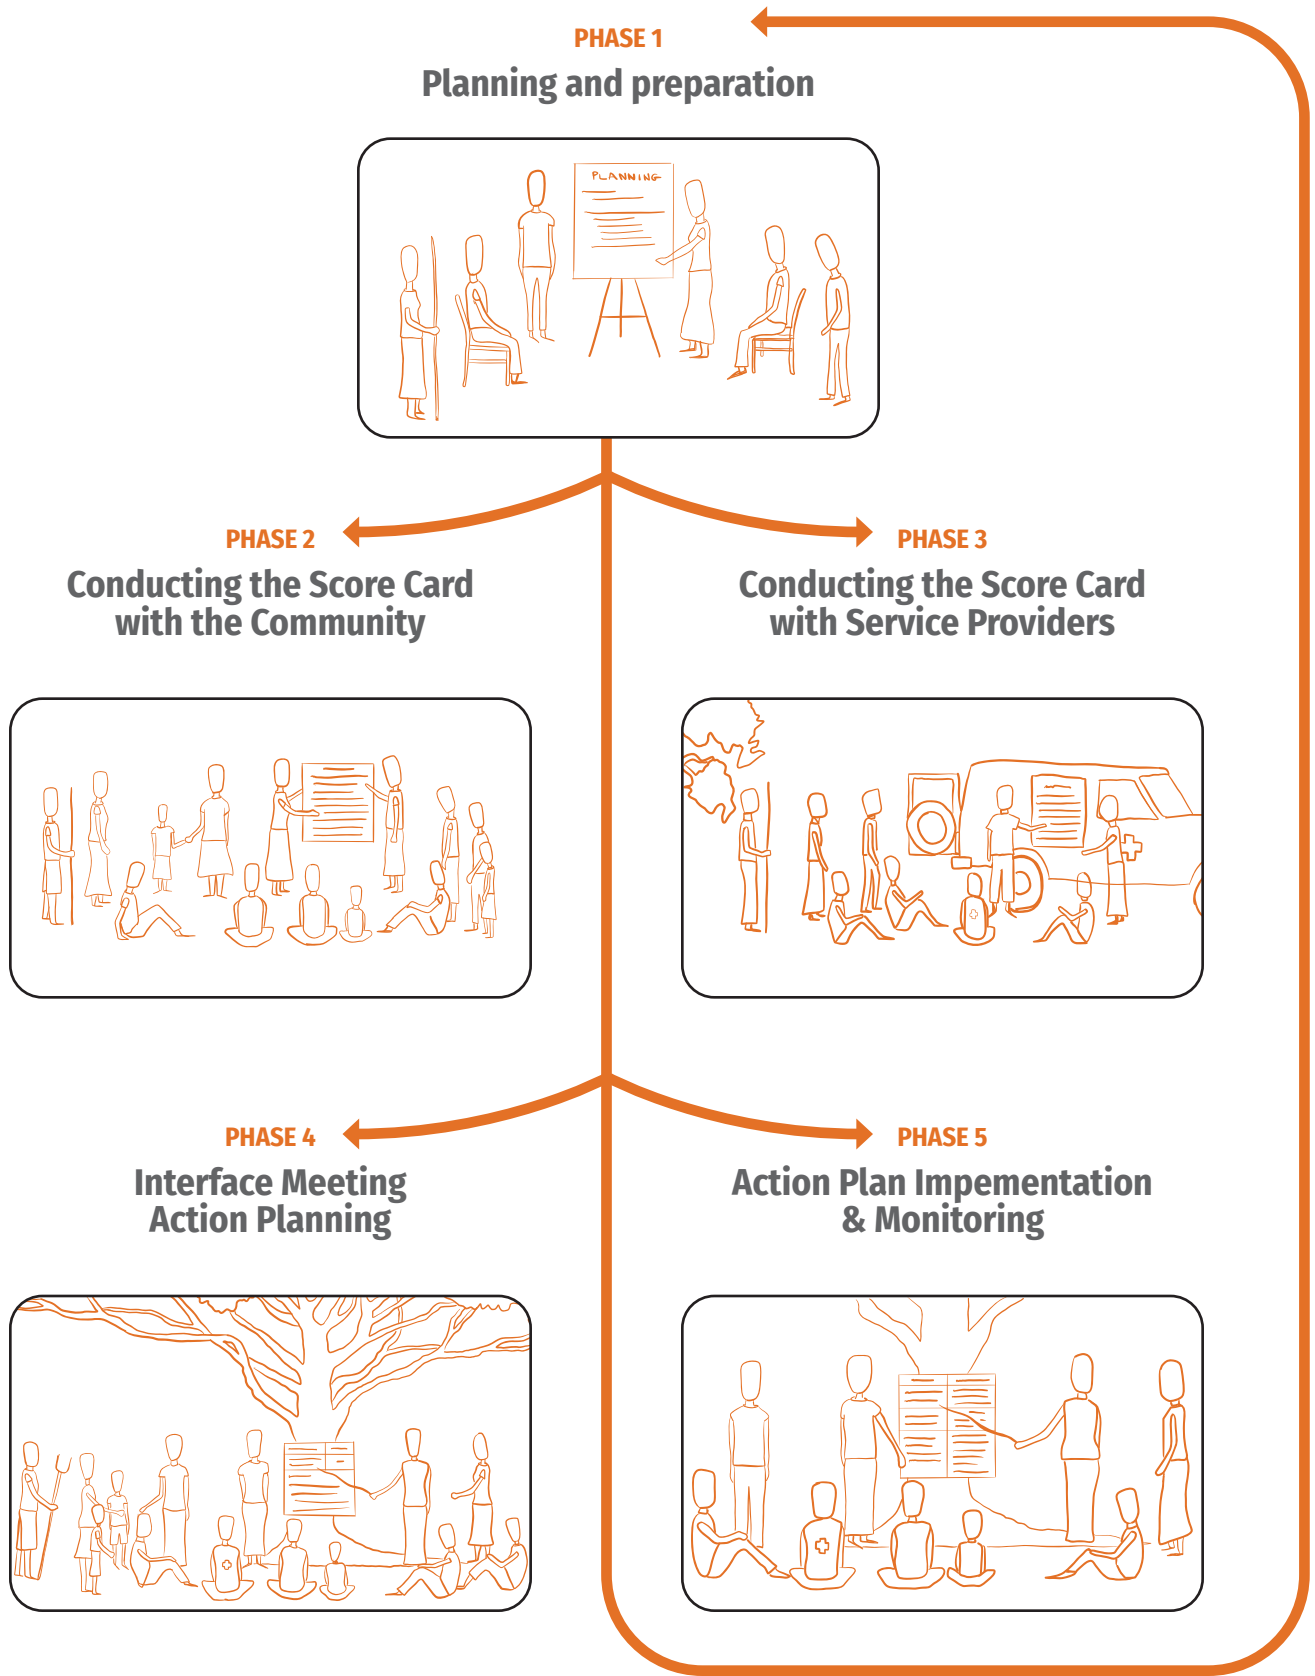 PHASE 1
Planning and preparation
PLANNING
PHASE 2
Conducting the Score Card
with the Community
PHASE 3
Conducting the Score Card
with Service Providers
PHASE 4
Interface Meeting
Action Planning
PHASE 5
Action Plan Impementation
& Monitoring